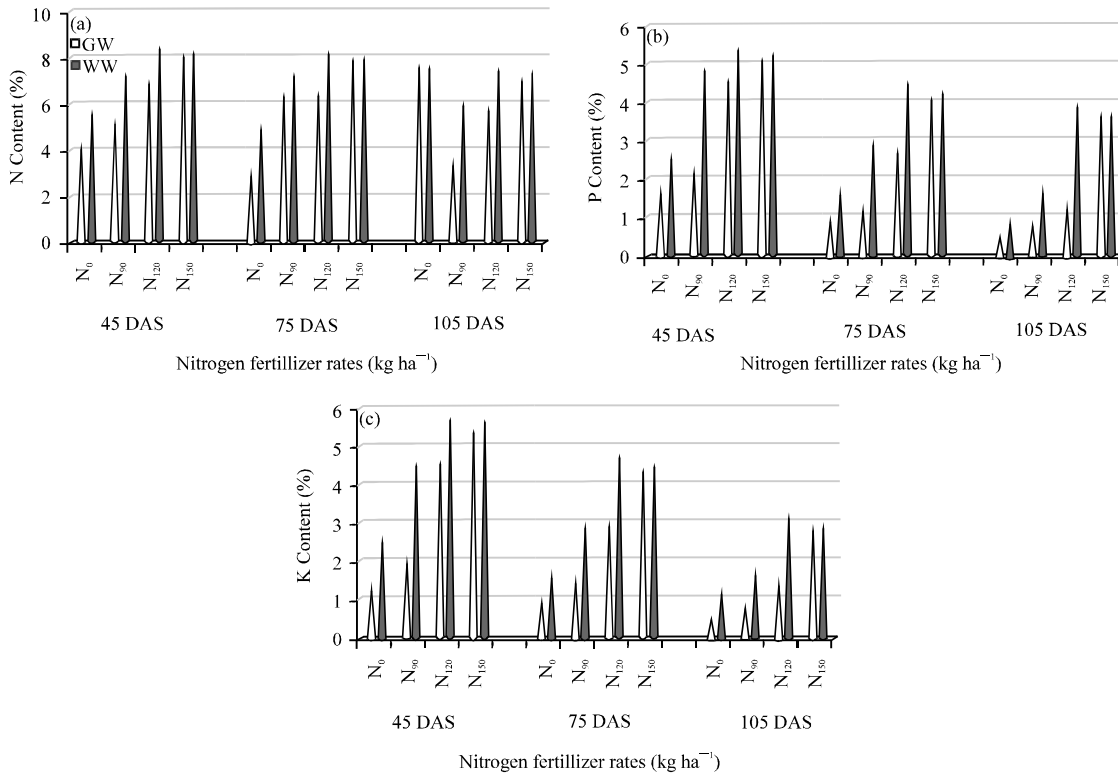 (a)
GW
WW
N Content (%)
10
8
6
4
2
0
N0 N90 N120 N150 N0 N90 N120 N150 N0 N90 N120 N150
45 DAS 75 DAS 105 DAS
Nitrogen fertillizer rates (kg ha⁻¹)
(b)
P Content (%)
6
5
4
3
2
1
0
N0 N90 N120 N150 N0 N90 N120 N150 N0 N90 N120 N150
45 DAS 75 DAS 105 DAS
Nitrogen fertillizer rates (kg ha⁻¹)
(c)
K Content (%)
6
5
4
3
2
1
0
N0 N90 N120 N150 N0 N90 N120 N150 N0 N90 N120 N150
45 DAS 75 DAS 105 DAS
Nitrogen fertillizer rates (kg ha⁻¹)